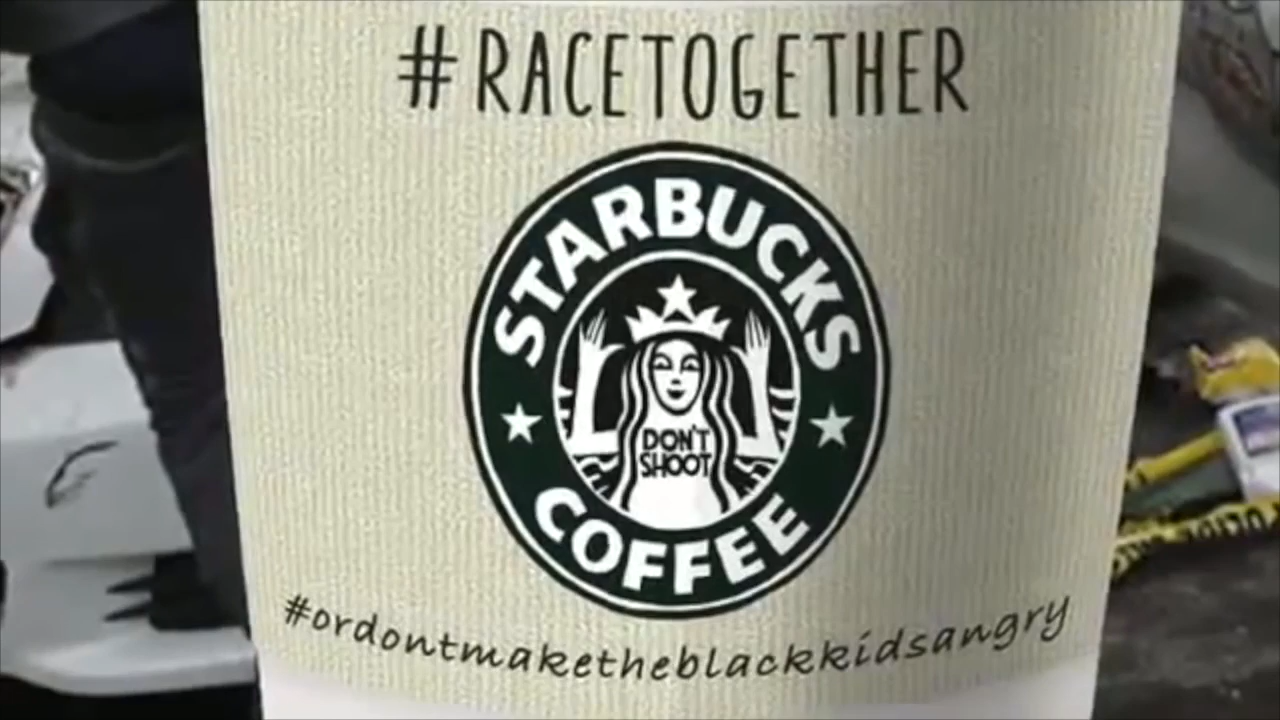 #RACETOGETHER
STARBUCKS
DON'T
SHOOT
COFFEE
#ordontmaketheblackkidsangry